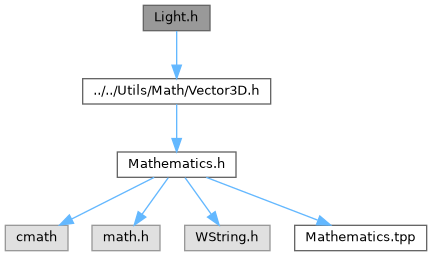 Light.h
../../Utils/Math/Vector3D.h
Mathematics.h
cmath
math.h
WString.h
Mathematics.tpp